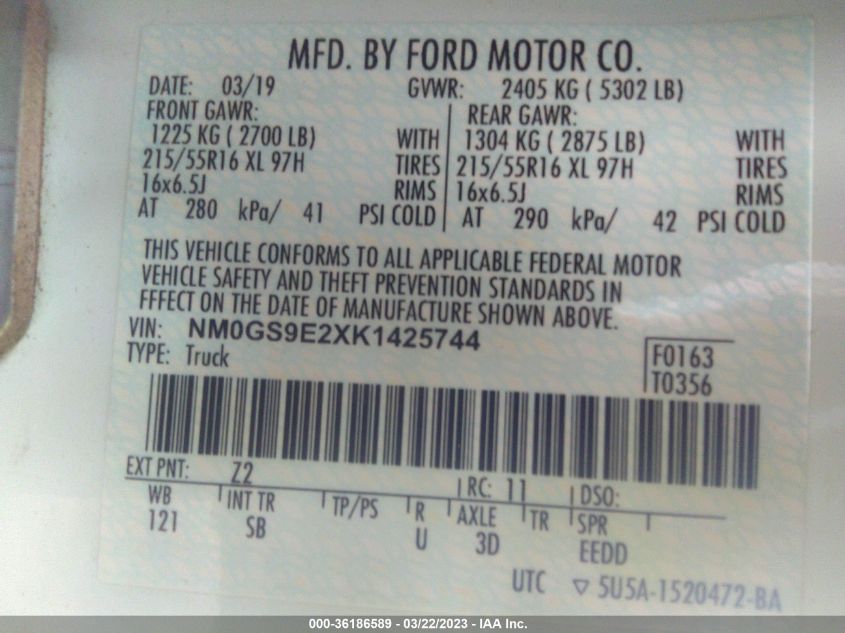 MFD. BY FORD MOTOR CO.
DATE: 03/19 GVWR: 2405 KG ( 5302 LB)
FRONT GAWR: REAR GAWR:
1225 KG ( 2700 LB) WITH 1304 KG ( 2875 LB) WITH
215/55R16 XL 97H TIRES 215/55R16 XL 97H TIRES
16x6.5J RIMS 16x6.5J RIMS
AT 280 kPa/ 41 PSI COLD AT 290 kPa/ 42 PSI COLD
THIS VEHICLE CONFORMS TO ALL APPLICABLE FEDERAL MOTOR
VEHICLE SAFETY AND THEFT PREVENTION STANDARDS IN
FFFECT ON THE DATE OF MANUFACTURE SHOWN ABOVE.
VIN: NM0GS9E2XK1425744
TYPE: Truck
F0163
T0356
EXT PNT: Z2 RC: 11 DSO:
WB INT TR TP/PS R AXLE TR SPR
121 SB U 3D EEDD
UTC ▽ 5U5A-1520472-BA
000-36186589 - 03/22/2023 - IAA Inc.